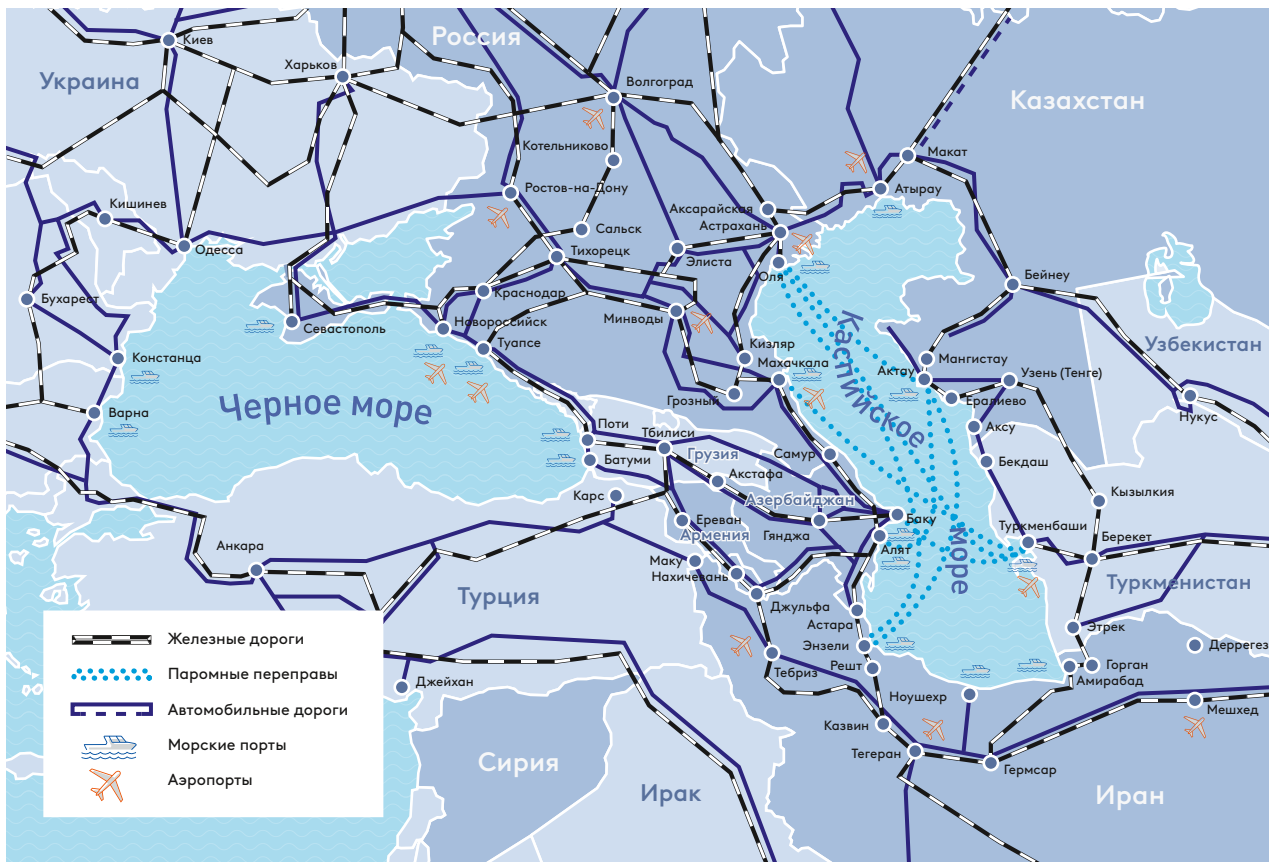 Россия
Киев
Украина
Харьков
Волгоград
Казахстан
Котельниково
Макат
Ростов-на-Дону
Атырау
Кишинев
Аксарайская
Астрахань
Сальск
Одесса
Тихорецк
Элиста
Оля
Бейнеу
Бухарест
Краснодар
Севастополь
Новороссийск
Минводы
Туапсе
Узбекистан
Констанца
Кизляр
Махачкала
Мангистау
Актау
Узень (Тенге)
Каспийское
море
Грозный
Ералиево
Черное море
Варна
Нукус
Поти
Тбилиси
Аксу
Грузия
Батуми
Самур
Бекдаш
Акстафа
Карс
Азербайджан
Кызылкия
Ереван
Армения
Гянджа
Баку
Туркменбаши
Анкара
Алят
Берекет
Маку
Нахичевань
Туркменистан
Турция
Джульфа
Астара
Этрек
Энзели
Деррегез
Тебриз
Решт
Горган
Амирабад
Джейхан
Ноушехр
Мешхед
Казвин
Тегеран
Сирия
Гермсар
Ирак
Иран
Железные дороги
Паромные переправы
Автомобильные дороги
Морские порты
Аэропорты